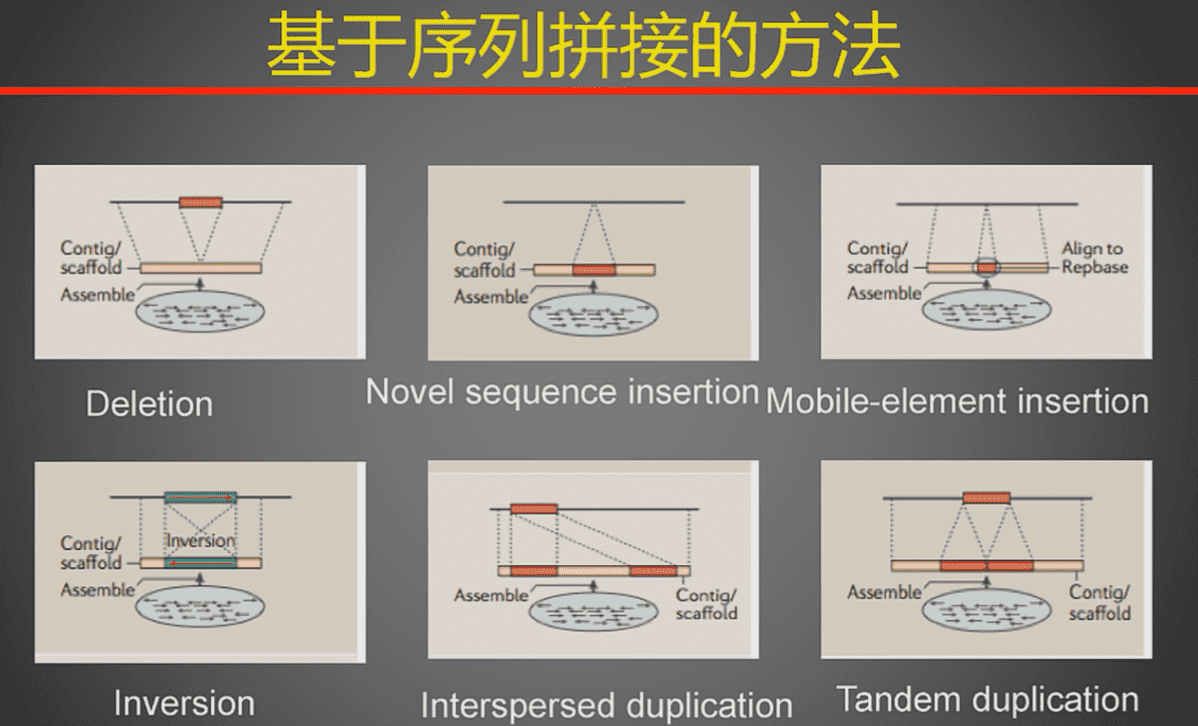 基于序列拼接的方法
Contig/
scaffold
Assemble
Deletion
Contig/
scaffold
Assemble
Novel sequence insertion
Contig/
scaffold
Align to
Repbase
Assemble
Mobile-element insertion
Inversion
Contig/
scaffold
Assemble
Inversion
Assemble
Contig/
scaffold
Interspersed duplication
Assemble
Contig/
scaffold
Tandem duplication